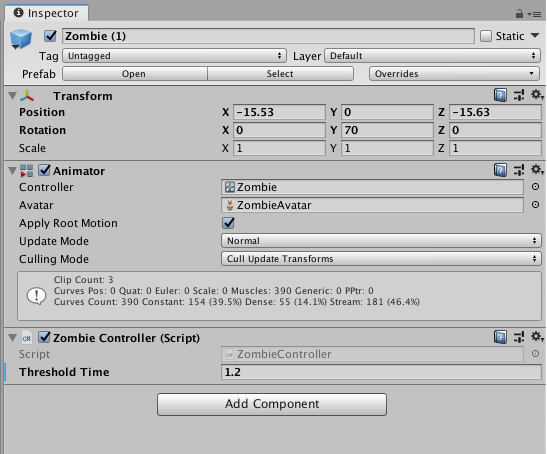 Inspector
Zombie (1) Static
Tag Untagged Layer Default
Prefab Open Select Overrides
Transform
Position X -15.53 Y 0 Z -15.63
Rotation X 0 Y 70 Z 0
Scale X 1 Y 1 Z 1
Animator
Controller Zombie
Avatar ZombieAvatar
Apply Root Motion
Update Mode Normal
Culling Mode Cull Update Transforms
Clip Count: 3
Curves Pos: 0 Quat: 0 Euler: 0 Scale: 0 Muscles: 390 Generic: 0 PPtr: 0
Curves Count: 390 Constant: 154 (39.5%) Dense: 55 (14.1%) Stream: 181 (46.4%)
C# Zombie Controller (Script)
Script ZombieController
Threshold Time 1.2
Add Component